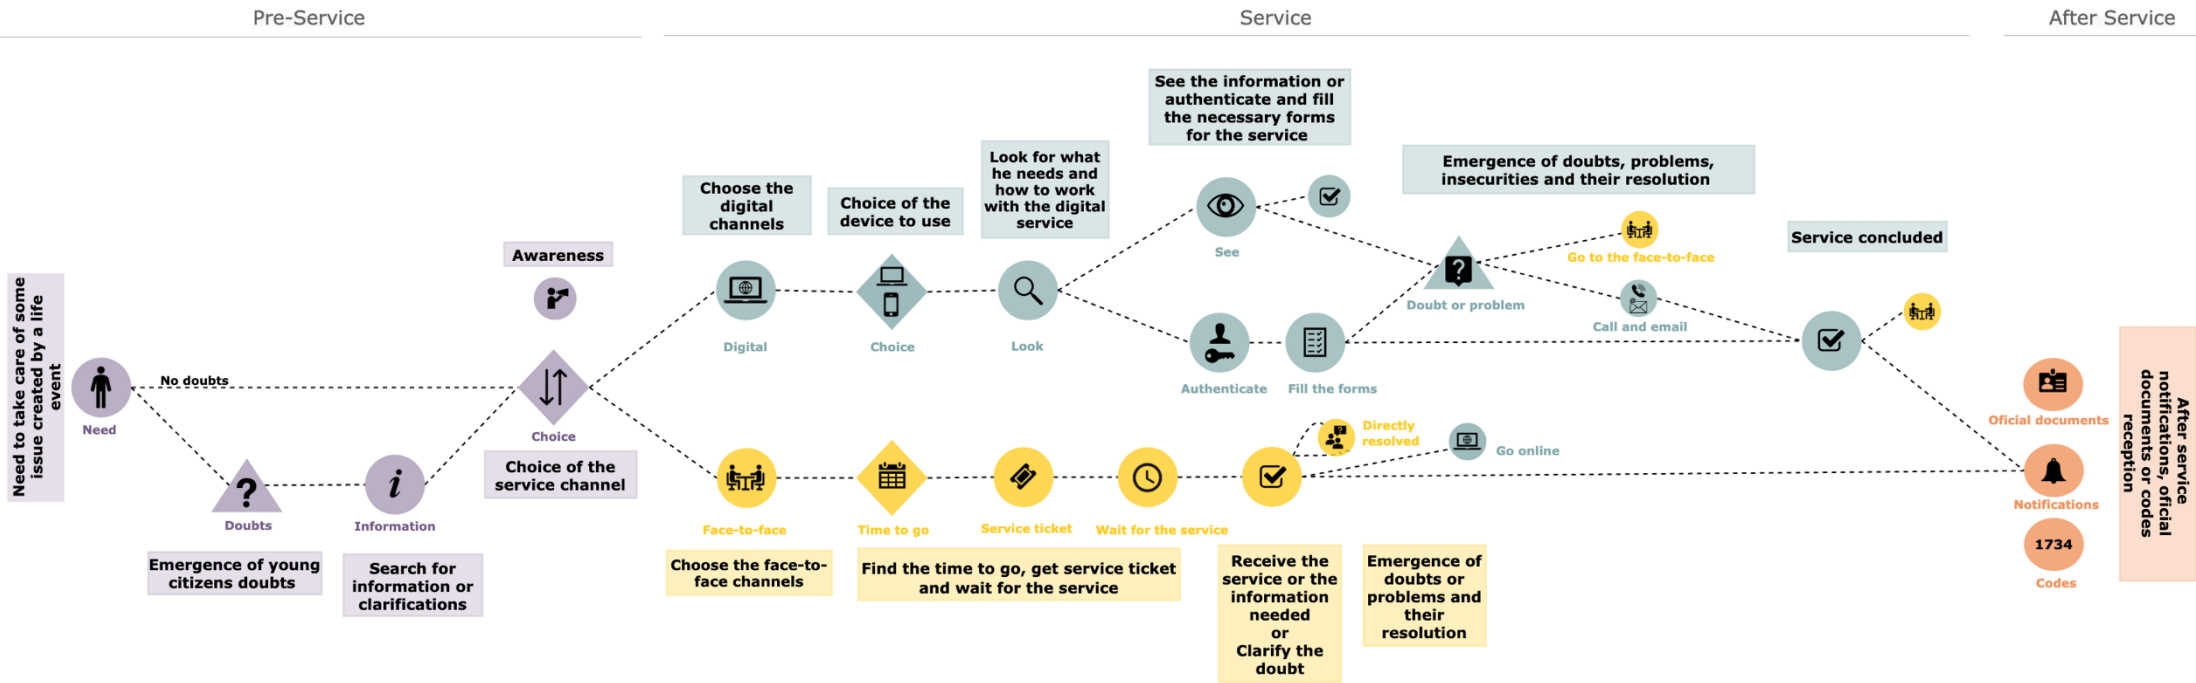 Pre-Service
Service
After Service
Need to take care of some
issue created by a life
event
Need
No doubts
Doubts
Emergence of young
citizens doubts
Information
Search for
information or
clarifications
Awareness
Choice
Choice of the
service channel
Choose the
digital
channels
Digital
Choice of the
device to use
Choice
Look for what
he needs and
how to work
with the digital
service
Look
See the information or
authenticate and fill
the necessary forms
for the service
See
Authenticate
Fill the forms
Emergence of doubts, problems,
insecurities and their resolution
Doubt or problem
Go to the face-to-face
Call and email
Service concluded
Face-to-face
Choose the face-to-
face channels
Time to go
Service ticket
Wait for the service
Find the time to go, get service ticket
and wait for the service
Receive the
service or the
information
needed
or
Clarify the
doubt
Directly
resolved
Go online
Emergence of
doubts or
problems and
their
resolution
Oficial documents
Notifications
1734
Codes
After service
notifications, oficial
documents or codes
reception